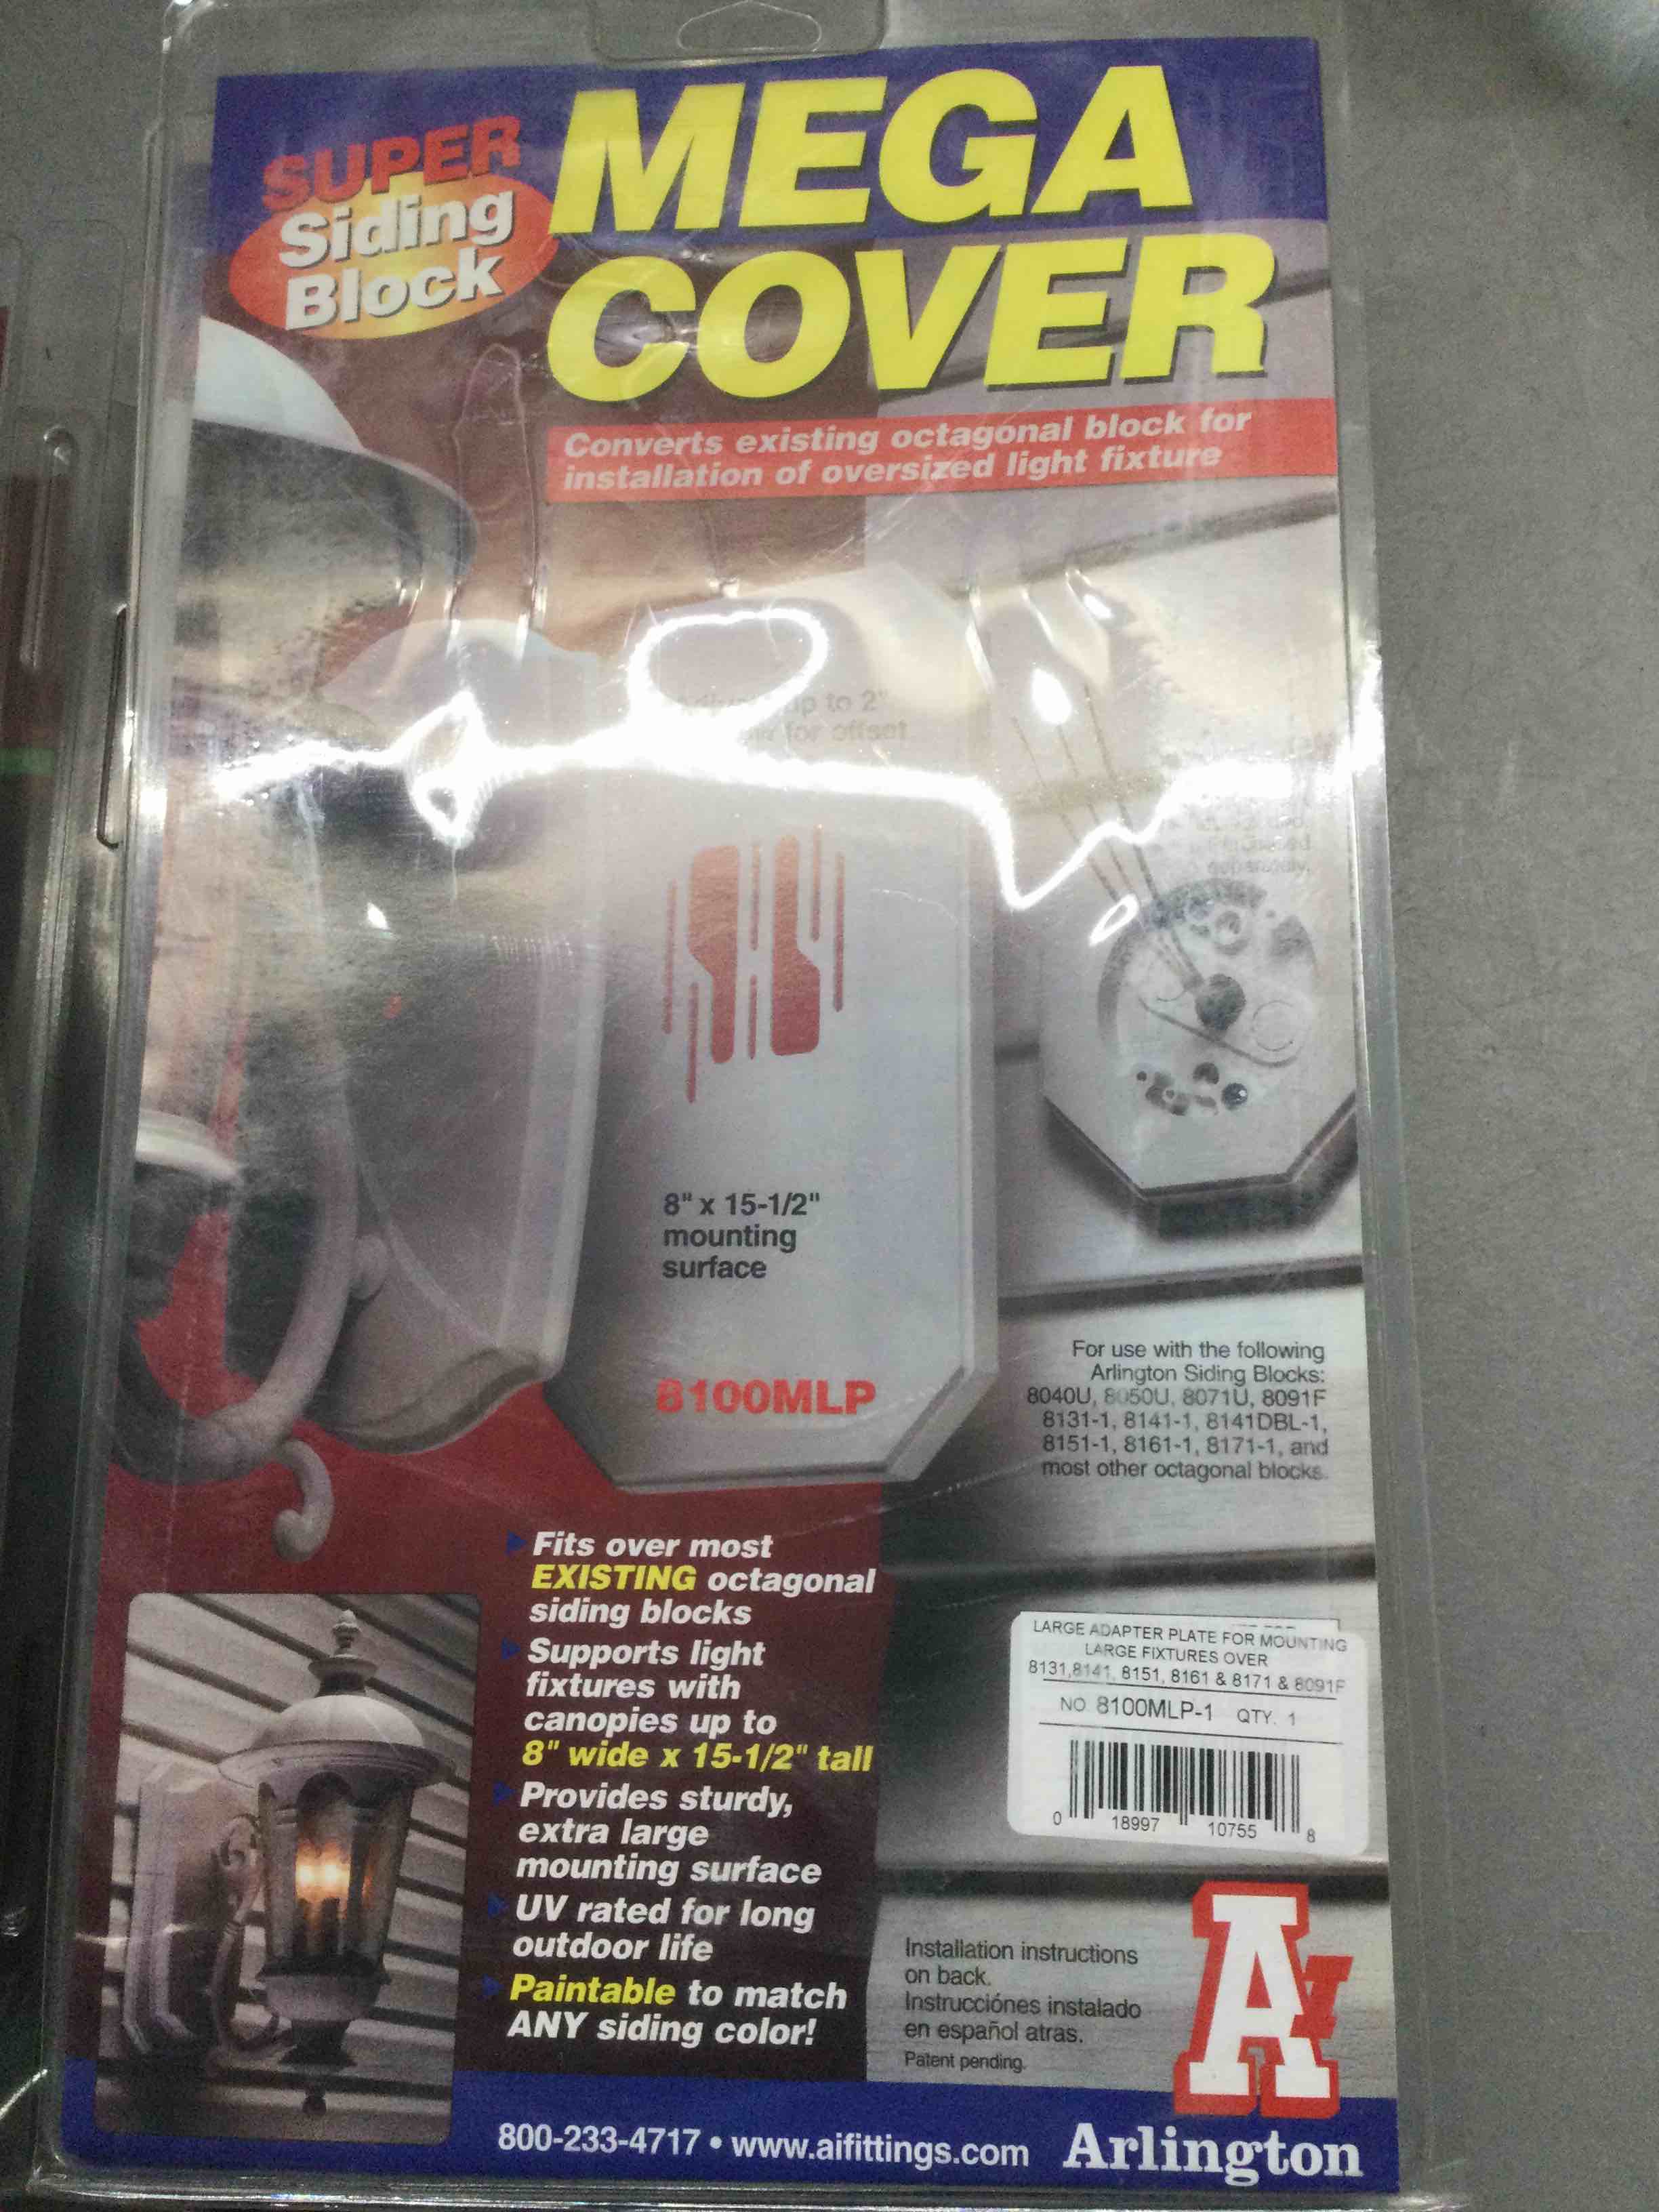 SUPER
Siding
Block
MEGA
COVER
Converts existing octagonal block for
installation of oversized light fixture
up to 2"
for offset
separately.
8" x 15-1/2"
mounting
surface
8100MLP
For use with the following
Arlington Siding Blocks:
8040U, 8050U, 8071U, 8091F
8131-1, 8141-1, 8141DBL-1,
8151-1, 8161-1, 8171-1, and
most other octagonal blocks.
Fits over most
EXISTING octagonal
siding blocks
Supports light
fixtures with
canopies up to
8" wide x 15-1/2" tall
Provides sturdy,
extra large
mounting surface
UV rated for long
outdoor life
Paintable to match
ANY siding color!
LARGE ADAPTER PLATE FOR MOUNTING
LARGE FIXTURES OVER
8131,8141, 8151, 8161 & 8171 & 8091F
NO 8100MLP-1 QTY. 1
0 18997 10755 8
Installation instructions
on back.
Instrucciónes instalado
en español atras.
Patent pending.
A
800-233-4717 • www.aifittings.com Arlington